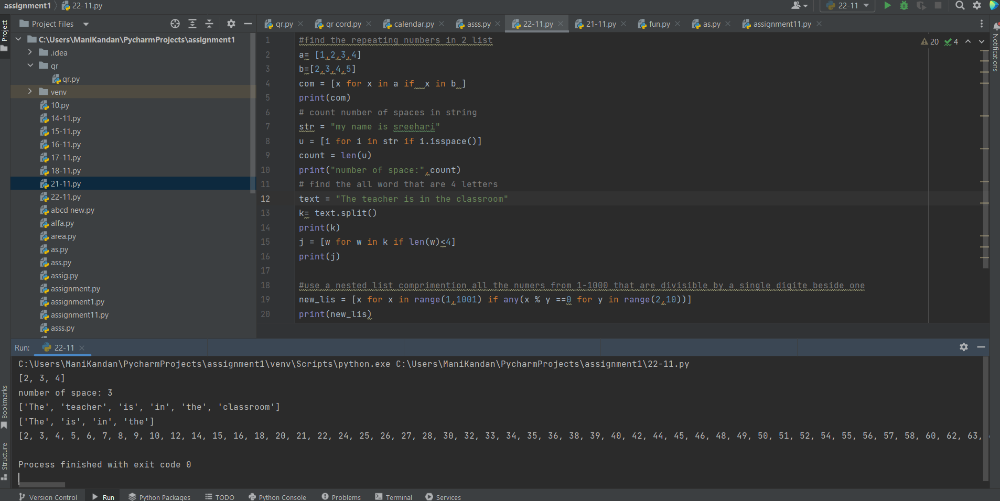 assignment1 22-11.py
22-11
Project
Project Files
C:\Users\ManiKandan\PycharmProjects\assignment1
.idea
qr
qr.py
venv
10.py
14-11.py
15-11.py
16-11.py
17-11.py
18-11.py
21-11.py
22-11.py
abcd new.py
alfa.py
area.py
as.py
ass.py
assig.py
assignment.py
assignment1.py
assignment11.py
asss.py
qr.py qr cord.py calendar.py asss.py 22-11.py 21-11.py fun.py as.py assignment11.py
20 4
Notifications
1 #find the repeating numbers in 2 list
2 a= [1,2,3,4]
3 b=[2,3,4,5]
4 com = [x for x in a if  x in b ]
5 print(com)
6 # count number of spaces in string
7 str = "my name is sreehari"
8 u = [i for i in str if i.isspace()]
9 count = len(u)
10 print("number of space:",count)
11 # find the all word that are 4 letters
12 text = "The teacher is in the classroom"
13 k= text.split()
14 print(k)
15 j = [w for w in k if len(w)<4]
16 print(j)
17
18 #use a nested list comprimention all the numers from 1-1000 that are divisible by a single digite beside one
19 new_lis = [x for x in range(1,1001) if any(x % y ==0 for y in range(2,10))]
20 print(new_lis)
Run: 22-11
C:\Users\ManiKandan\PycharmProjects\assignment1\venv\Scripts\python.exe C:\Users\ManiKandan\PycharmProjects\assignment1\22-11.py
[2, 3, 4]
number of space: 3
['The', 'teacher', 'is', 'in', 'the', 'classroom']
['The', 'is', 'in', 'the']
[2, 3, 4, 5, 6, 7, 8, 9, 10, 12, 14, 15, 16, 18, 20, 21, 22, 24, 25, 26, 27, 28, 30, 32, 33, 34, 35, 36, 38, 39, 40, 42, 44, 45, 46, 48, 49, 50, 51, 52, 54, 55, 56, 57, 58, 60, 62, 63,
Process finished with exit code 0
Bookmarks
Structure
Version Control Run Python Packages TODO Python Console Problems Terminal Services